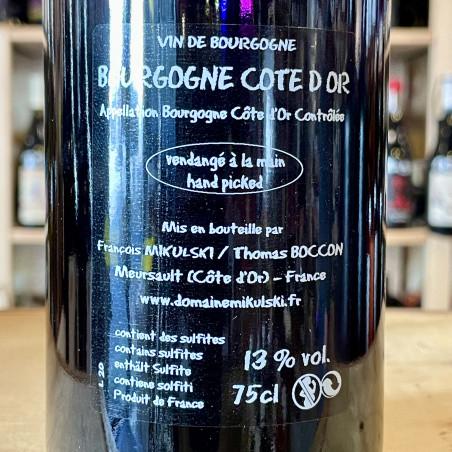 VIN DE BOURGOGNE
BOURGOGNE COTE D OR
Appellation Bourgogne Côte d'Or Contrôlée
vendangé à la main
hand picked
Mis en bouteille par
François MIKULSKI / Thomas BOCCON
Meursault (Côte d'Or) - France
www.domainemikulski.fr
contient des sulfites
contains sulfites
enthält Sulfite
contiene solfiti
Produit de France
L 20
13 % vol.
75cl